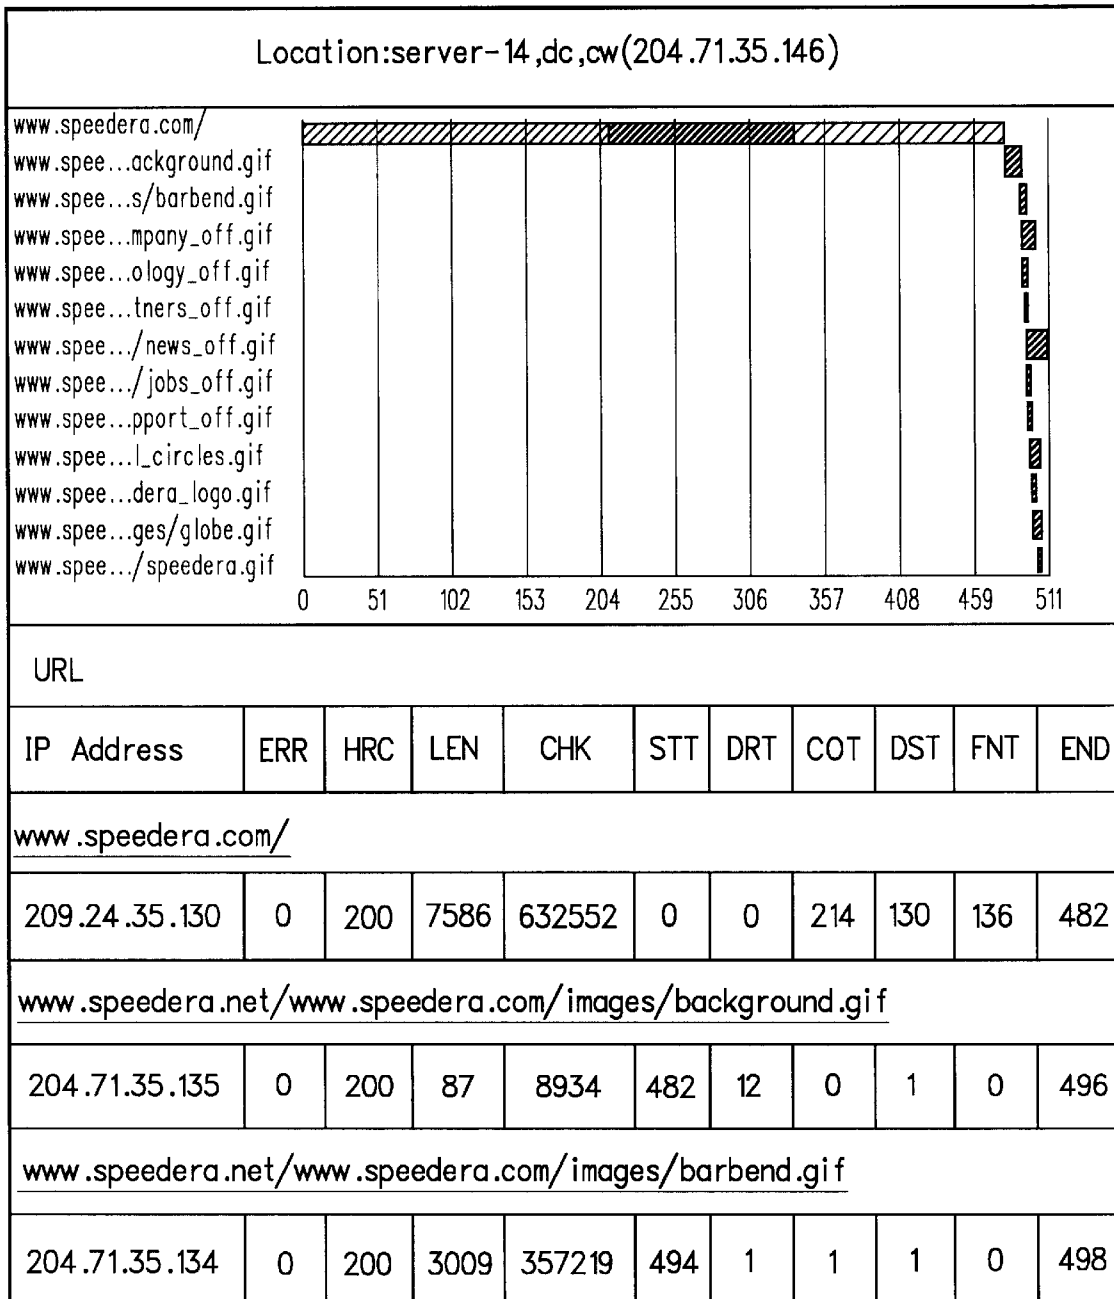 Location:server-14,dc,cw(204.71.35.146)
www.speedera.com/
www.spee...ackground.gif
www.spee...s/barbend.gif
www.spee...mpany_off.gif
www.spee...ology_off.gif
www.spee...tners_off.gif
www.spee.../news_off.gif
www.spee.../jobs_off.gif
www.spee...pport_off.gif
www.spee...l_circles.gif
www.spee...dera_logo.gif
www.spee...ges/globe.gif
www.spee.../speedera.gif
0 51 102 153 204 255 306 357 408 459 511
URL
IP Address ERR HRC LEN CHK STT DRT COT DST FNT END
www.speedera.com/
209.24.35.130 0 200 7586 632552 0 0 214 130 136 482
www.speedera.net/www.speedera.com/images/background.gif
204.71.35.135 0 200 87 8934 482 12 0 1 0 496
www.speedera.net/www.speedera.com/images/barbend.gif
204.71.35.134 0 200 3009 357219 494 1 1 1 0 498